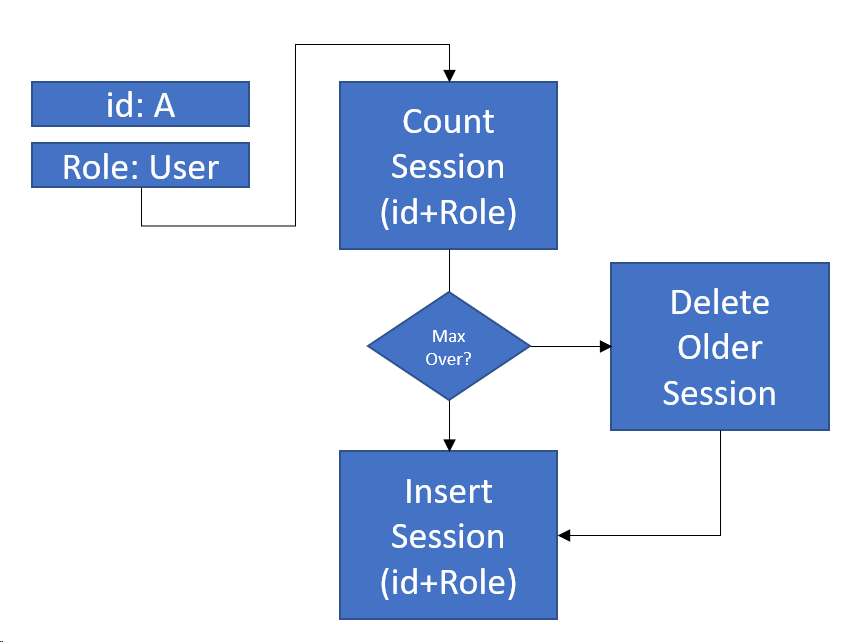 id: A
Role: User
Count
Session
(id+Role)
Max
Over?
Delete
Older
Session
Insert
Session
(id+Role)